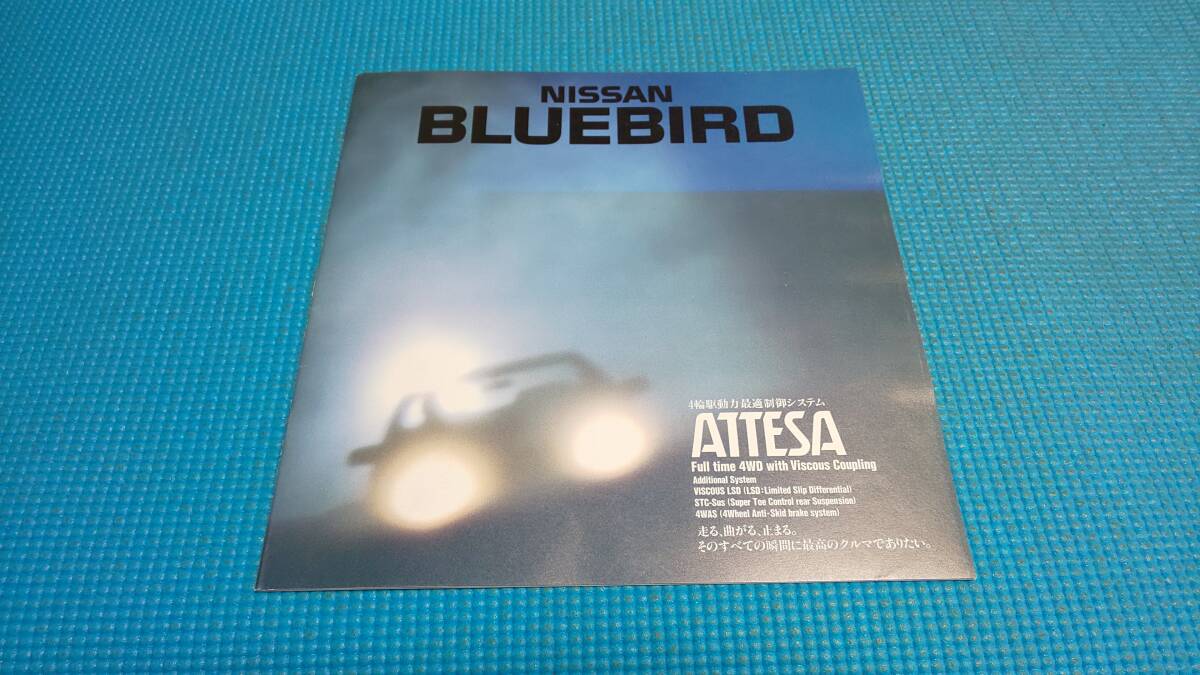 NISSAN
BLUEBIRD
4輪駆動力最適制御システム
ATTESA
Full time 4WD with Viscous Coupling
Additional System
VISCOUS LSD (LSD:Limited Slip Differential)
STC-Sus (Super Toe Control rear Suspension)
4WAS (4Wheel Anti-Skid brake system)
走る、曲がる、止まる。
そのすべての瞬間に最高のクルマでありたい。